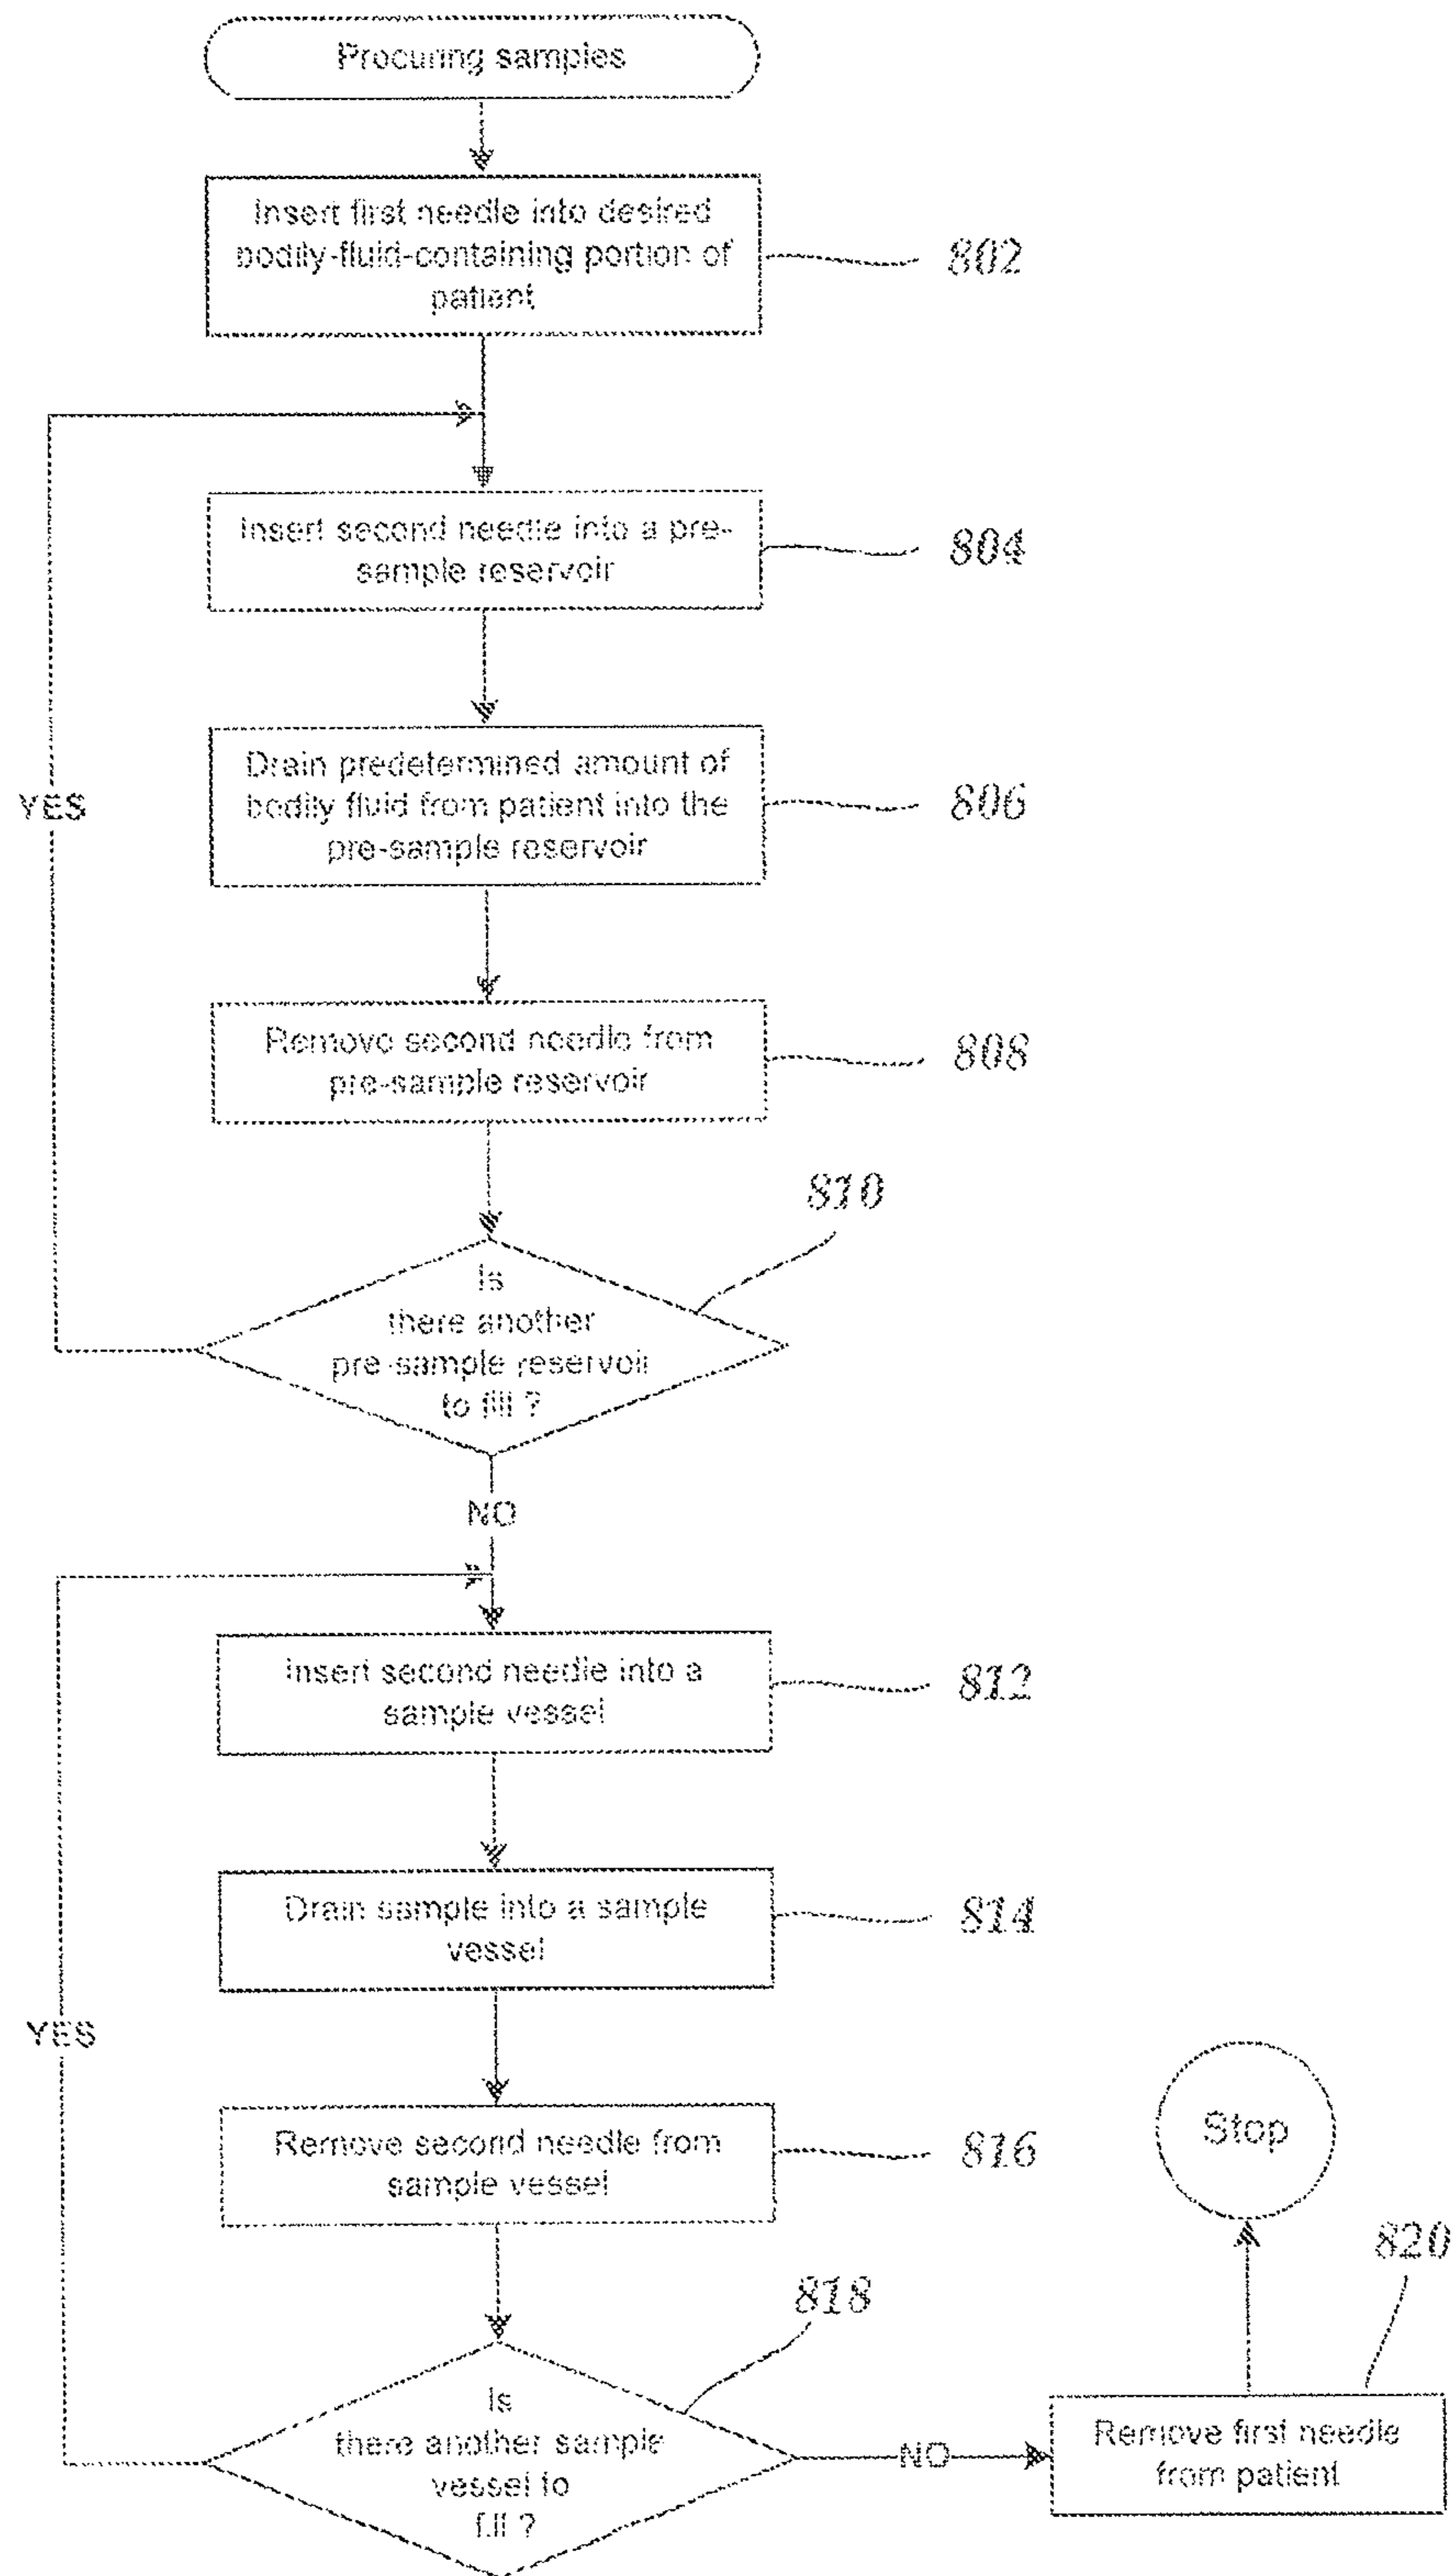 Procuring samples
Insert first needle into desired
bodily-fluid-containing portion of
patient
802
Insert second needle into a pre-
sample reservoir
804
Drain predetermined amount of
bodily fluid from patient into the
pre-sample reservoir
806
YES
Remove second needle from
pre-sample reservoir
808
810
Is
there another
pre-sample reservoir
to fill ?
NO
Insert second needle into a
sample vessel
812
Drain sample into a sample
vessel
814
YES
Remove second needle from
sample vessel
816
Stop
818
820
Is
there another sample
vessel to
fill ?
NO
Remove first needle
from patient